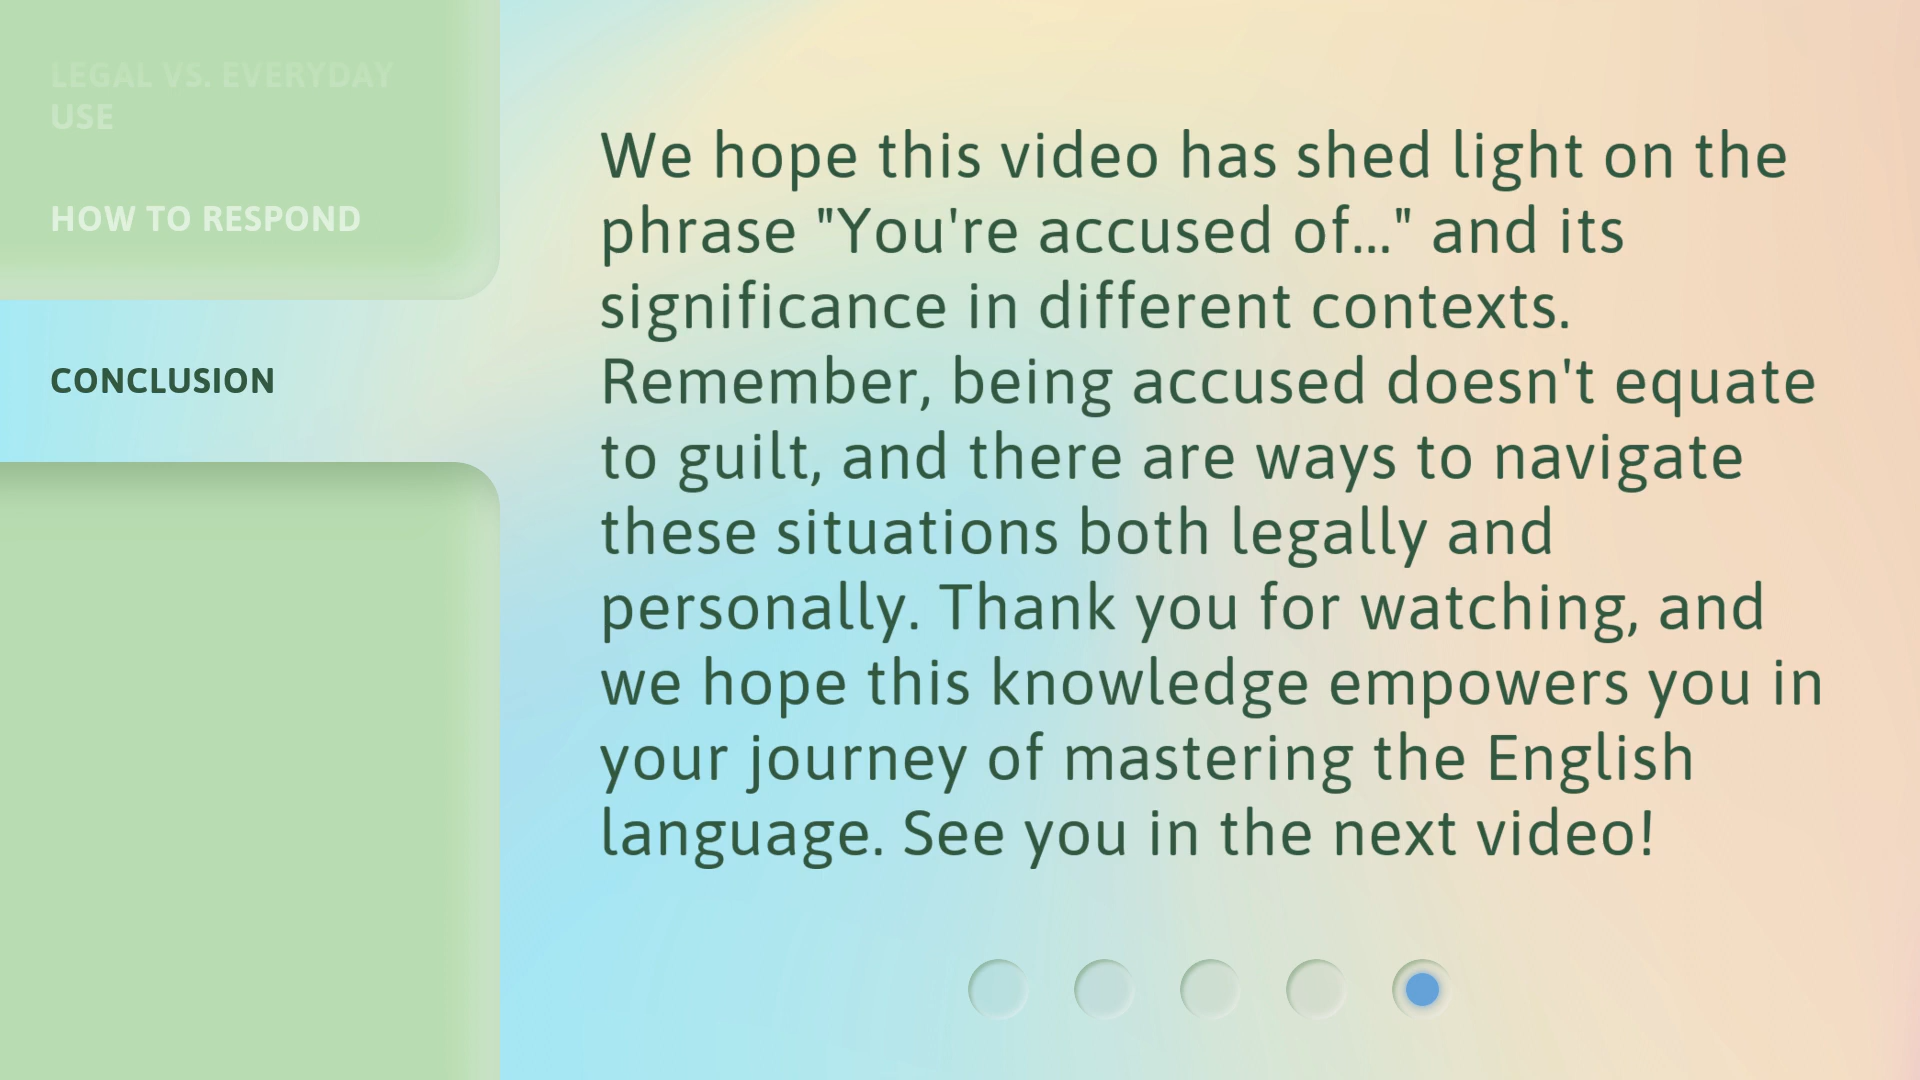 LEGAL VS. EVERYDAY
USE
HOW TO RESPOND
CONCLUSION
We hope this video has shed light on the
phrase "You're accused of..." and its
significance in different contexts.
Remember, being accused doesn't equate
to guilt, and there are ways to navigate
these situations both legally and
personally. Thank you for watching, and
we hope this knowledge empowers you in
your journey of mastering the English
language. See you in the next video!